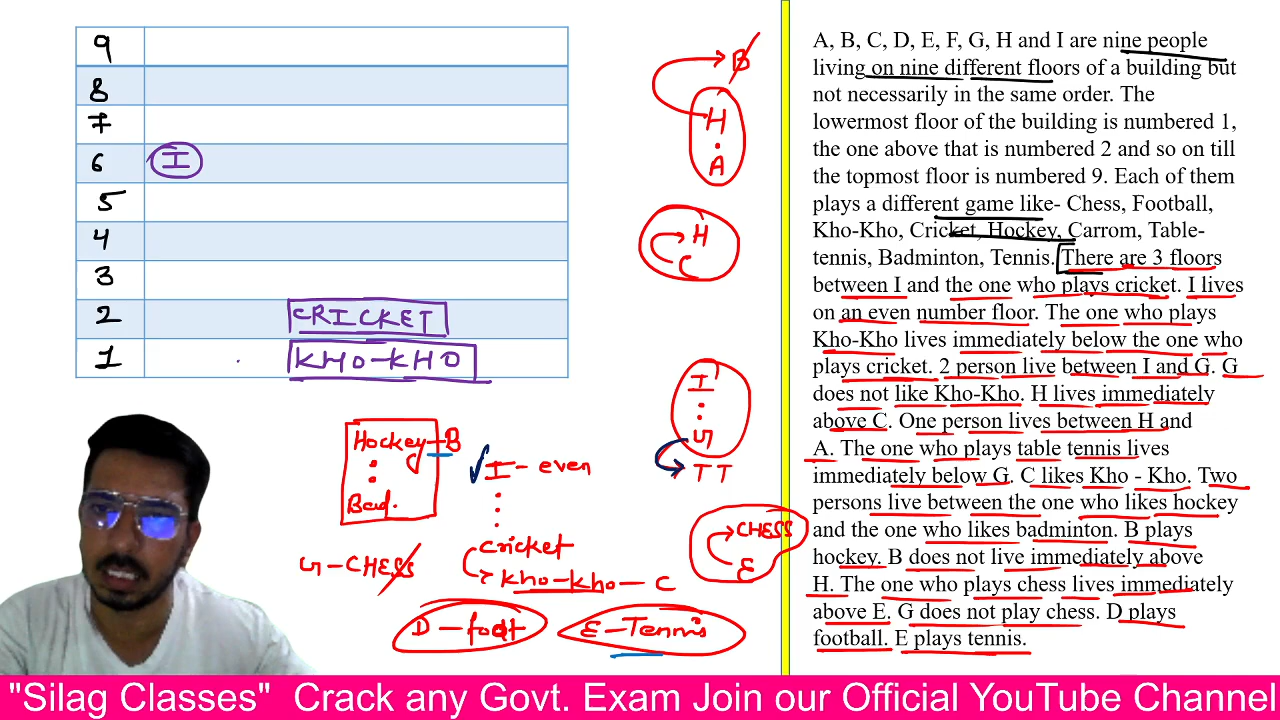 9
8
7
6 I
5
4
3
2 CRICKET
1 KHO-KHO
B
H
A
H
C
I
G
TT
CHESS
E
Hockey-B
Bad.
I - even
cricket
kho-kho - C
G-CHESS
D - foot
E-Tennis
A, B, C, D, E, F, G, H and I are nine people
living on nine different floors of a building but
not necessarily in the same order. The
lowermost floor of the building is numbered 1,
the one above that is numbered 2 and so on till
the topmost floor is numbered 9. Each of them
plays a different game like- Chess, Football,
Kho-Kho, Cricket, Hockey, Carrom, Table-
tennis, Badminton, Tennis. There are 3 floors
between I and the one who plays cricket. I lives
on an even number floor. The one who plays
Kho-Kho lives immediately below the one who
plays cricket. 2 person live between I and G. G
does not like Kho-Kho. H lives immediately
above C. One person lives between H and
A. The one who plays table tennis lives
immediately below G. C likes Kho - Kho. Two
persons live between the one who likes hockey
and the one who likes badminton. B plays
hockey. B does not live immediately above
H. The one who plays chess lives immediately
above E. G does not play chess. D plays
football. E plays tennis.
"Silag Classes" Crack any Govt. Exam Join our Official YouTube Channel